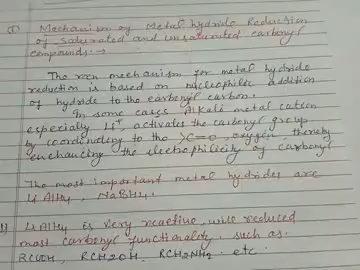 ① Mechanism of Metal hydride Reduction
of saturated and unsaturated carbonyl
compounds:→
The rxn mechanism for metal hydride
reduction is based on nucleophilic addition
of hydride to the carbonyl carbon.
In some cases, Alkali metal cation
especially Li⁺, activates the carbonyl group
by coordinating to the >C=O, oxygen, thereby
enchancing the electrophilicity of carbonyl
The most important metal hydrides are
LiAlH4, NaBH4.
LiAlH4 is very reactive, will reduced
most carbonyl functionality, such as.
RCOOH, RCH2OH, RCH2NH2. etc.